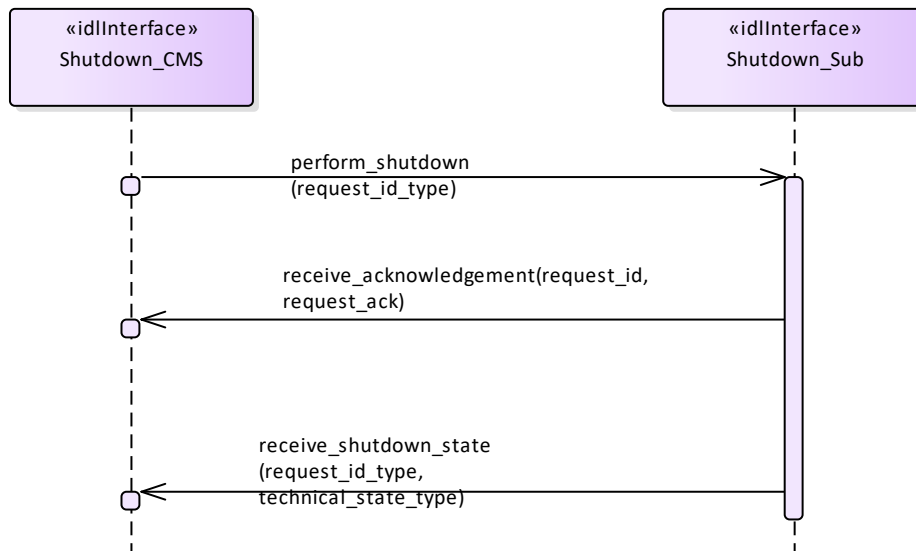 «idlInterface»
Shutdown_CMS
«idlInterface»
Shutdown_Sub
perform_shutdown
(request_id_type)
receive_acknowledgement(request_id,
request_ack)
receive_shutdown_state
(request_id_type,
technical_state_type)